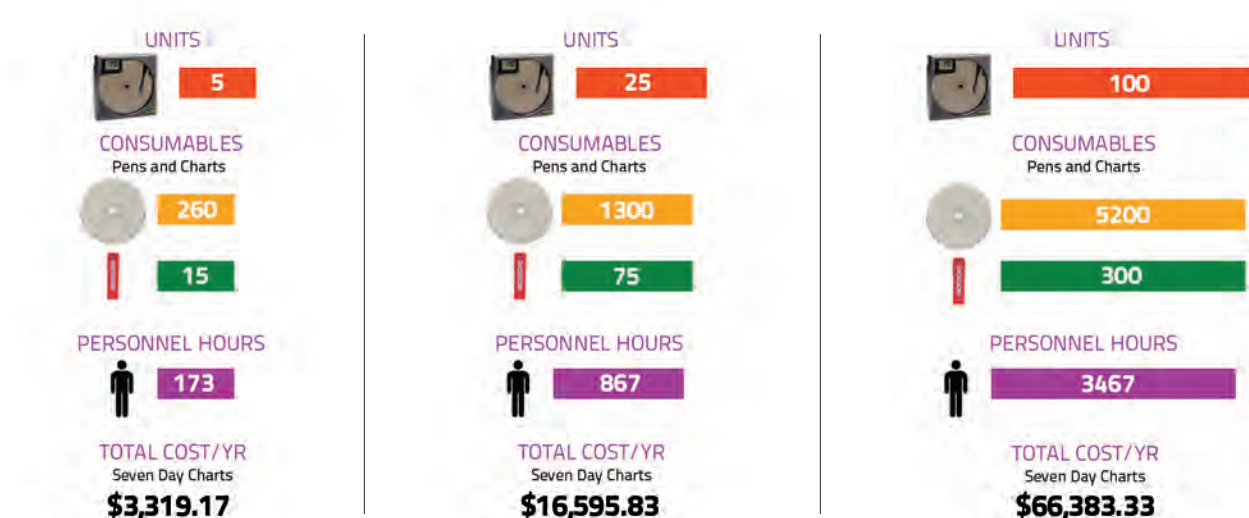 UNITS
5
CONSUMABLES
Pens and Charts
260
15
PERSONNEL HOURS
173
TOTAL COST/YR
Seven Day Charts
$3,319.17
UNITS
25
CONSUMABLES
Pens and Charts
1300
75
PERSONNEL HOURS
867
TOTAL COST/YR
Seven Day Charts
$16,595.83
UNITS
100
CONSUMABLES
Pens and Charts
5200
300
PERSONNEL HOURS
3467
TOTAL COST/YR
Seven Day Charts
$66,383.33